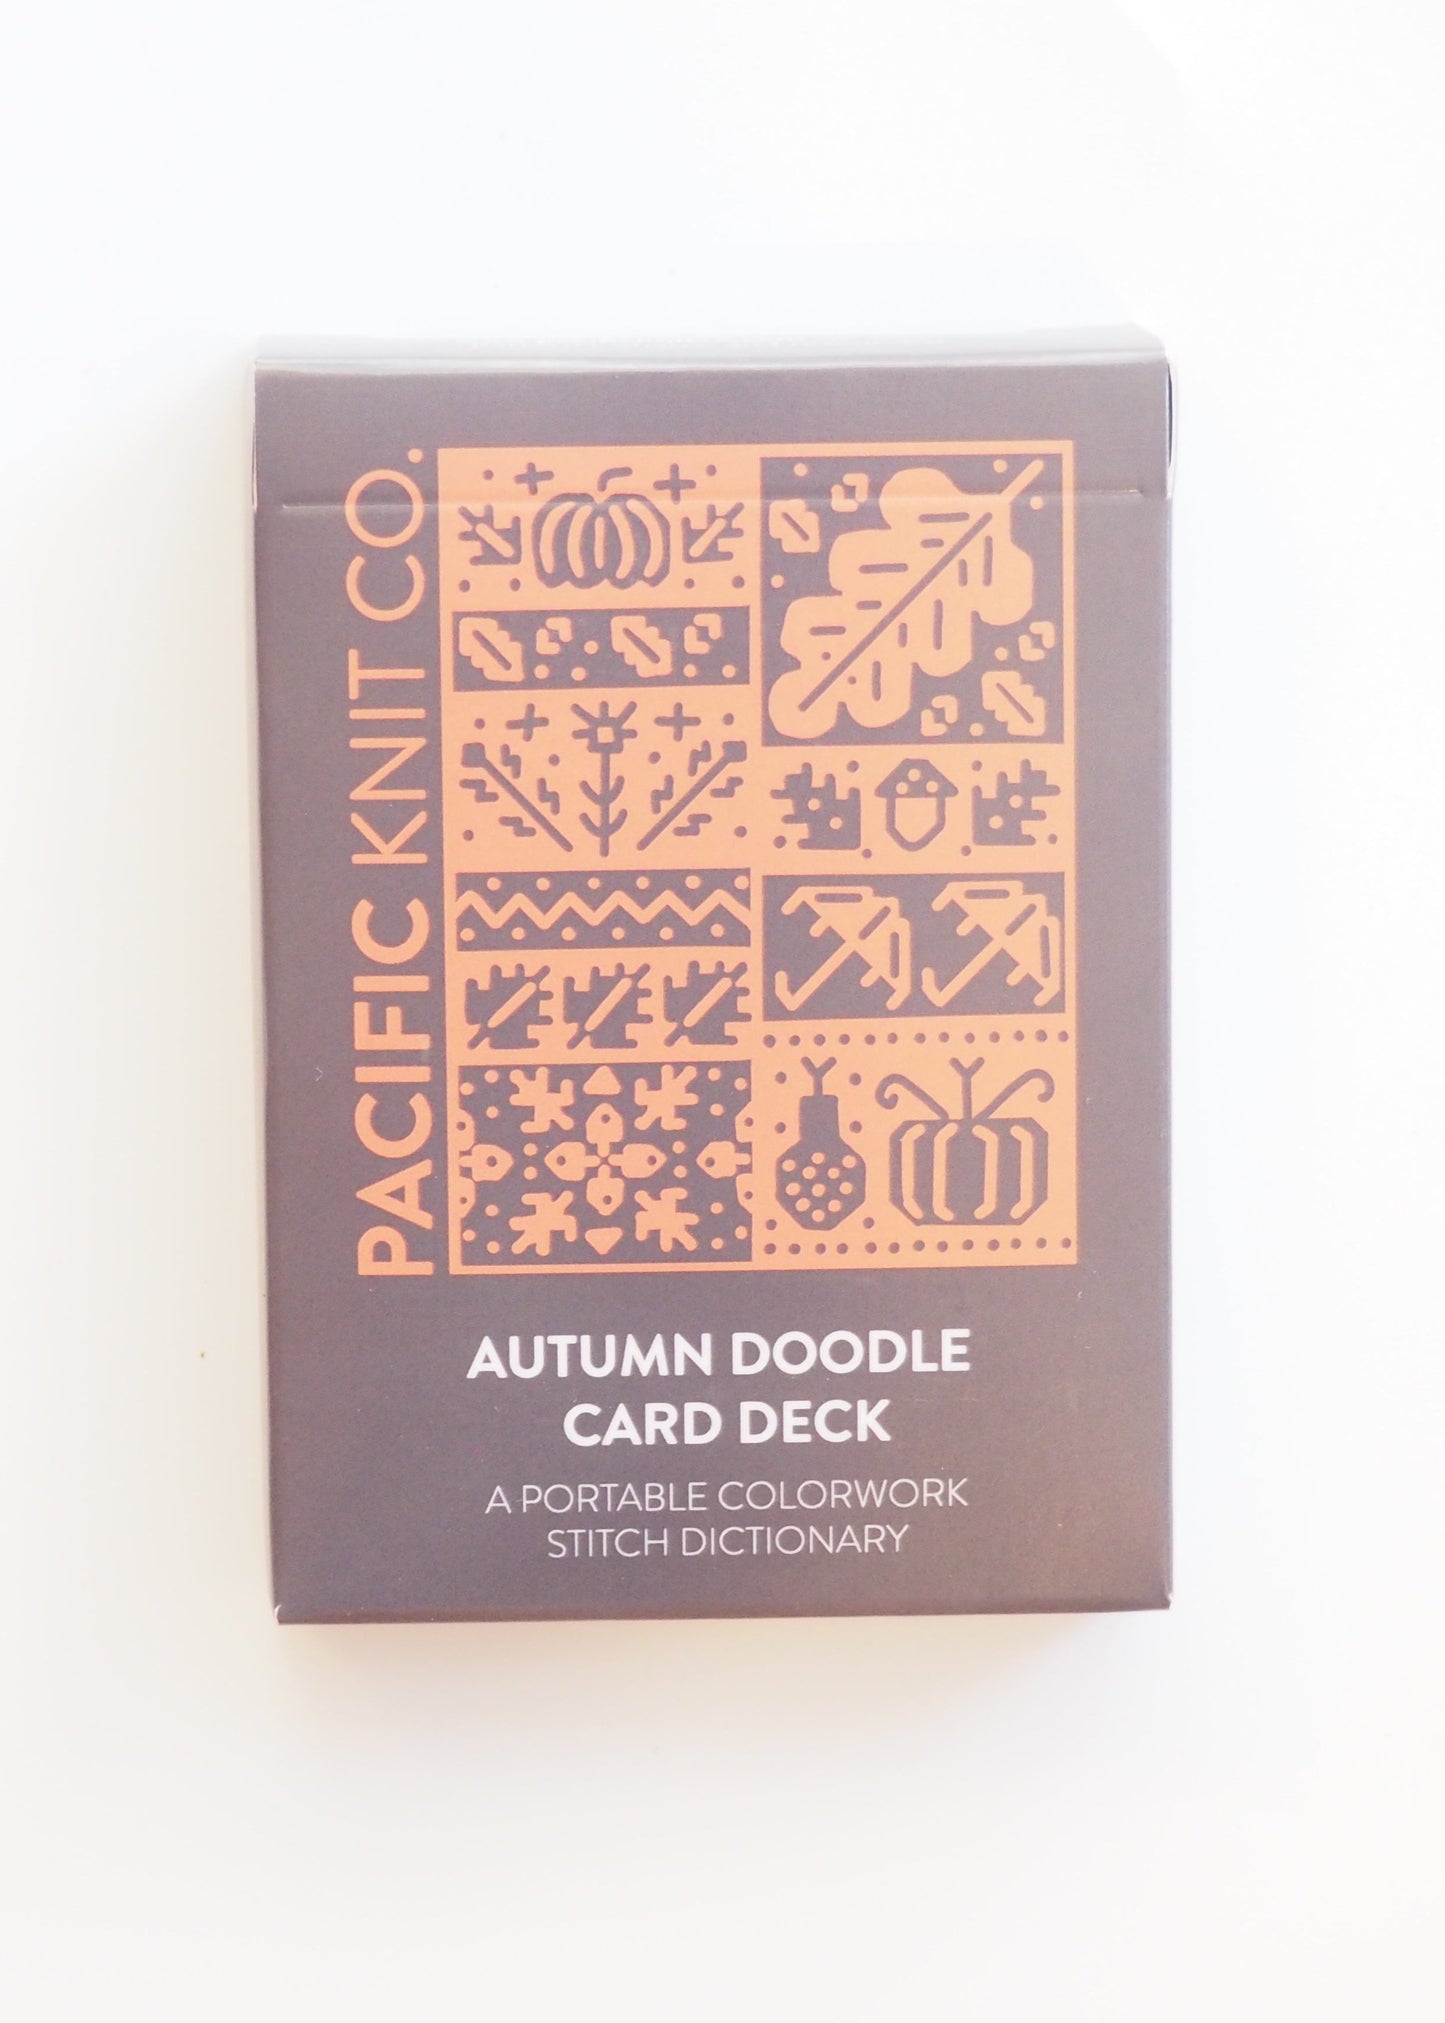 PACIFIC KNIT CO.
AUTUMN DOODLE
CARD DECK
A PORTABLE COLORWORK
STITCH DICTIONARY